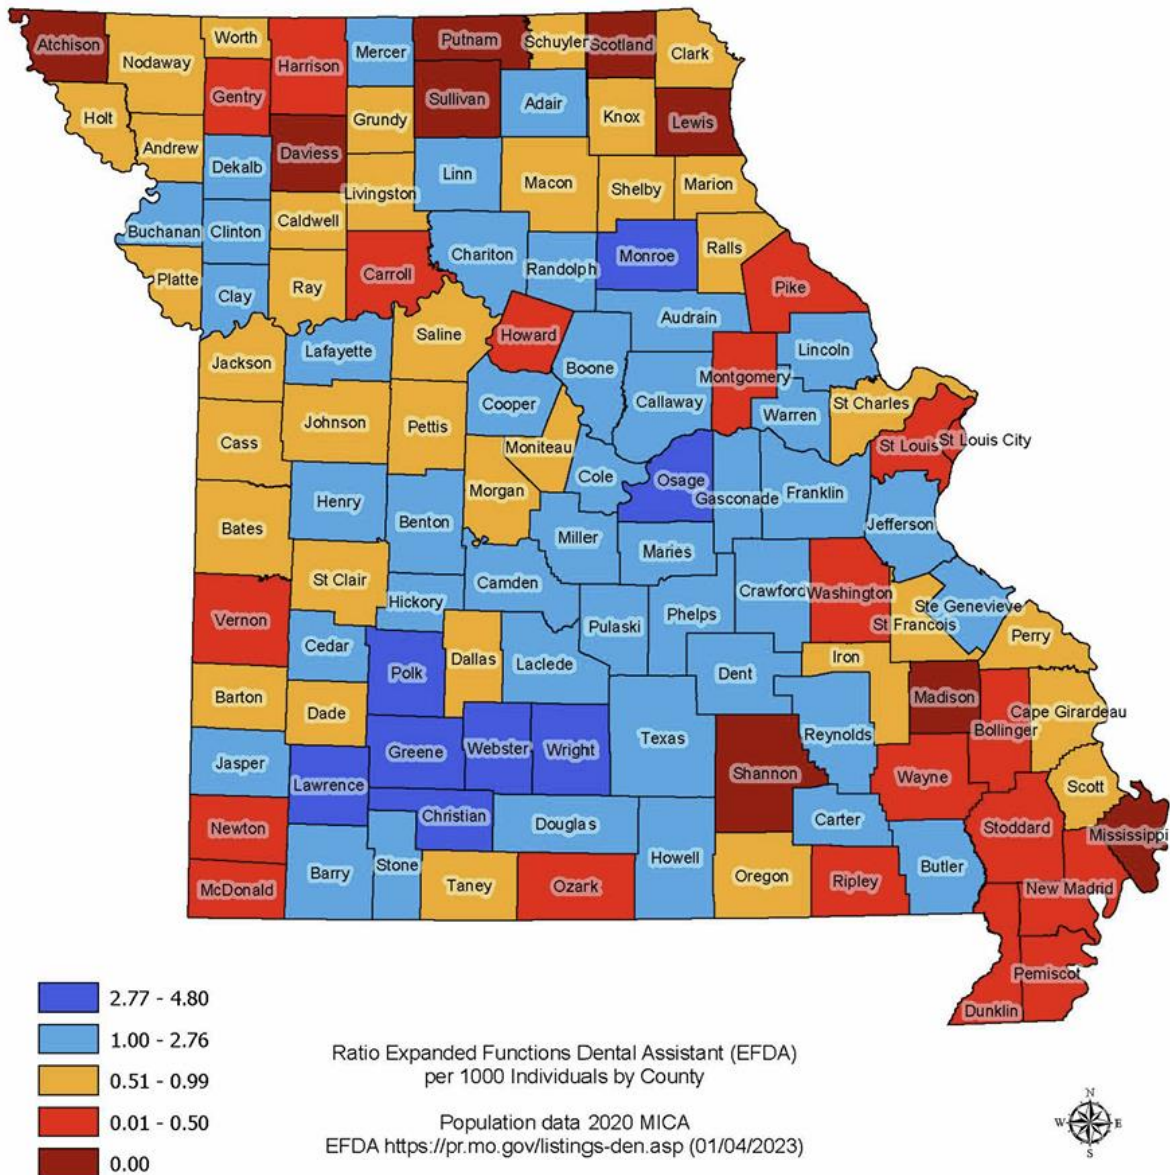 Atchison
Nodaway
Worth
Harrison
Mercer
Putnam
Schuyler
Scotland
Clark
Gentry
Sullivan
Adair
Knox
Lewis
Holt
Andrew
Daviess
Grundy
Dekalb
Linn
Macon
Shelby
Marion
Livingston
Buchanan
Clinton
Caldwell
Chariton
Randolph
Monroe
Ralls
Platte
Clay
Ray
Carroll
Pike
Saline
Howard
Audrain
Jackson
Lafayette
Boone
Lincoln
Montgomery
Callaway
Cooper
Warren
St Charles
Cass
Johnson
Pettis
Moniteau
St Louis
St Louis City
Cole
Osage
Gasconade
Franklin
Henry
Morgan
Bates
Benton
Jefferson
Miller
Maries
St Clair
Camden
Hickory
Crawford
Washington
Ste Genevieve
Vernon
Pulaski
Phelps
St Francois
Perry
Cedar
Polk
Dallas
Laclede
Dent
Iron
Barton
Dade
Madison
Cape Girardeau
Bollinger
Greene
Webster
Wright
Texas
Reynolds
Jasper
Lawrence
Shannon
Wayne
Scott
Christian
Douglas
Carter
Newton
Stoddard
Mississippi
Barry
Stone
Howell
Butler
McDonald
Taney
Ozark
Oregon
Ripley
New Madrid
Pemiscot
Dunklin
2.77 - 4.80
1.00 - 2.76
0.51 - 0.99
0.01 - 0.50
0.00
Ratio Expanded Functions Dental Assistant (EFDA)
per 1000 Individuals by County
Population data 2020 MICA
EFDA https://pr.mo.gov/listings-den.asp (01/04/2023)
N
W
E
S